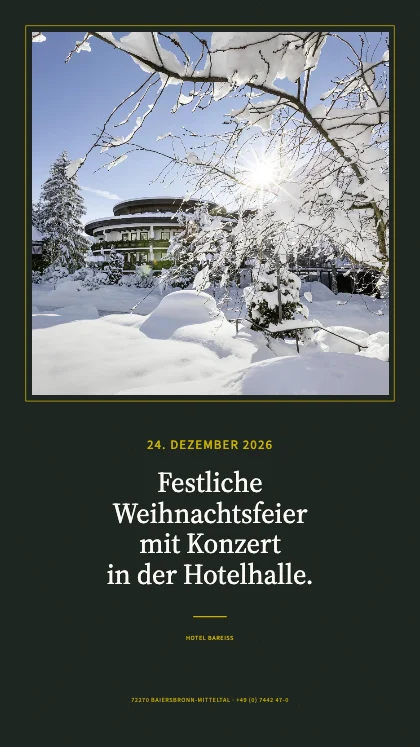 24. DEZEMBER 2026
Festliche
Weihnachtsfeier
mit Konzert
in der Hotelhalle.
HOTEL BAREISS
72270 BAIERSBRONN-MITTELTAL · +49 (0) 7442 47-0